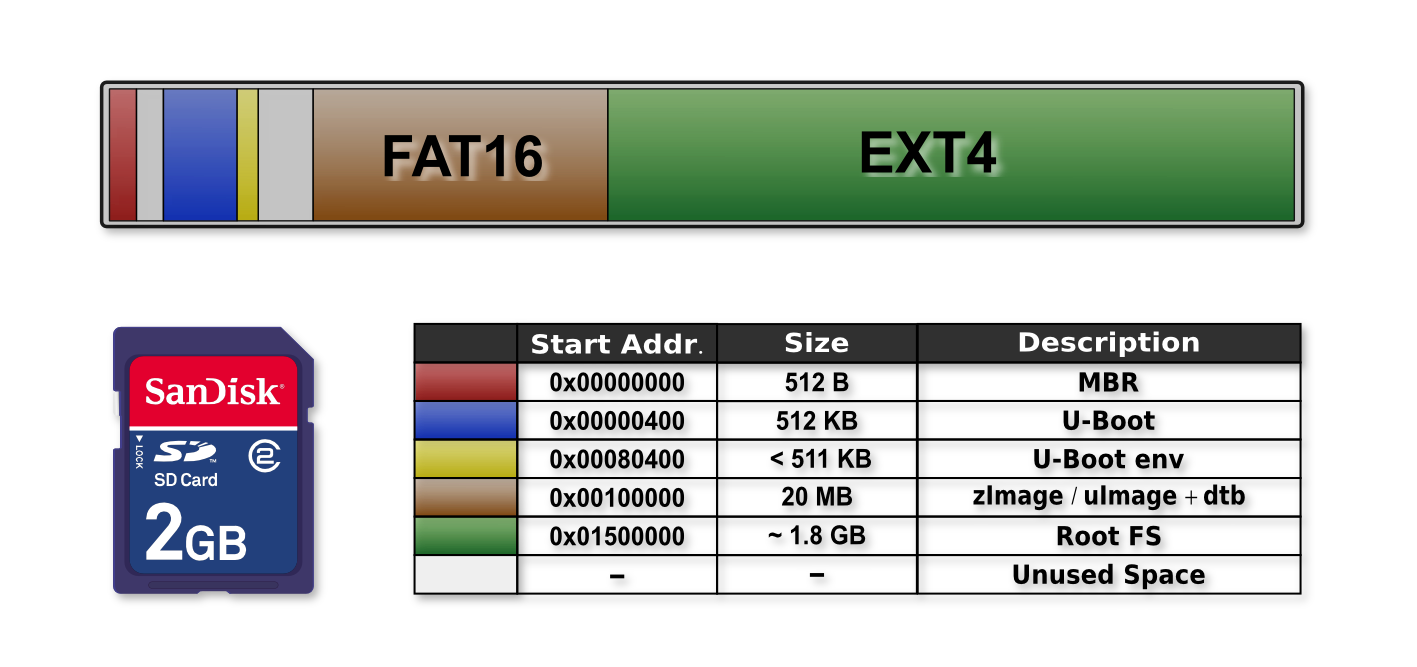 FAT16 EXT4
SanDisk®
LOCK
SD
™
2
SD Card
2GB
Start Addr. Size Description
0x00000000 512 B MBR
0x00000400 512 KB U-Boot
0x00080400 < 511 KB U-Boot env
0x00100000 20 MB zImage / uImage + dtb
0x01500000 ~ 1.8 GB Root FS
– – Unused Space